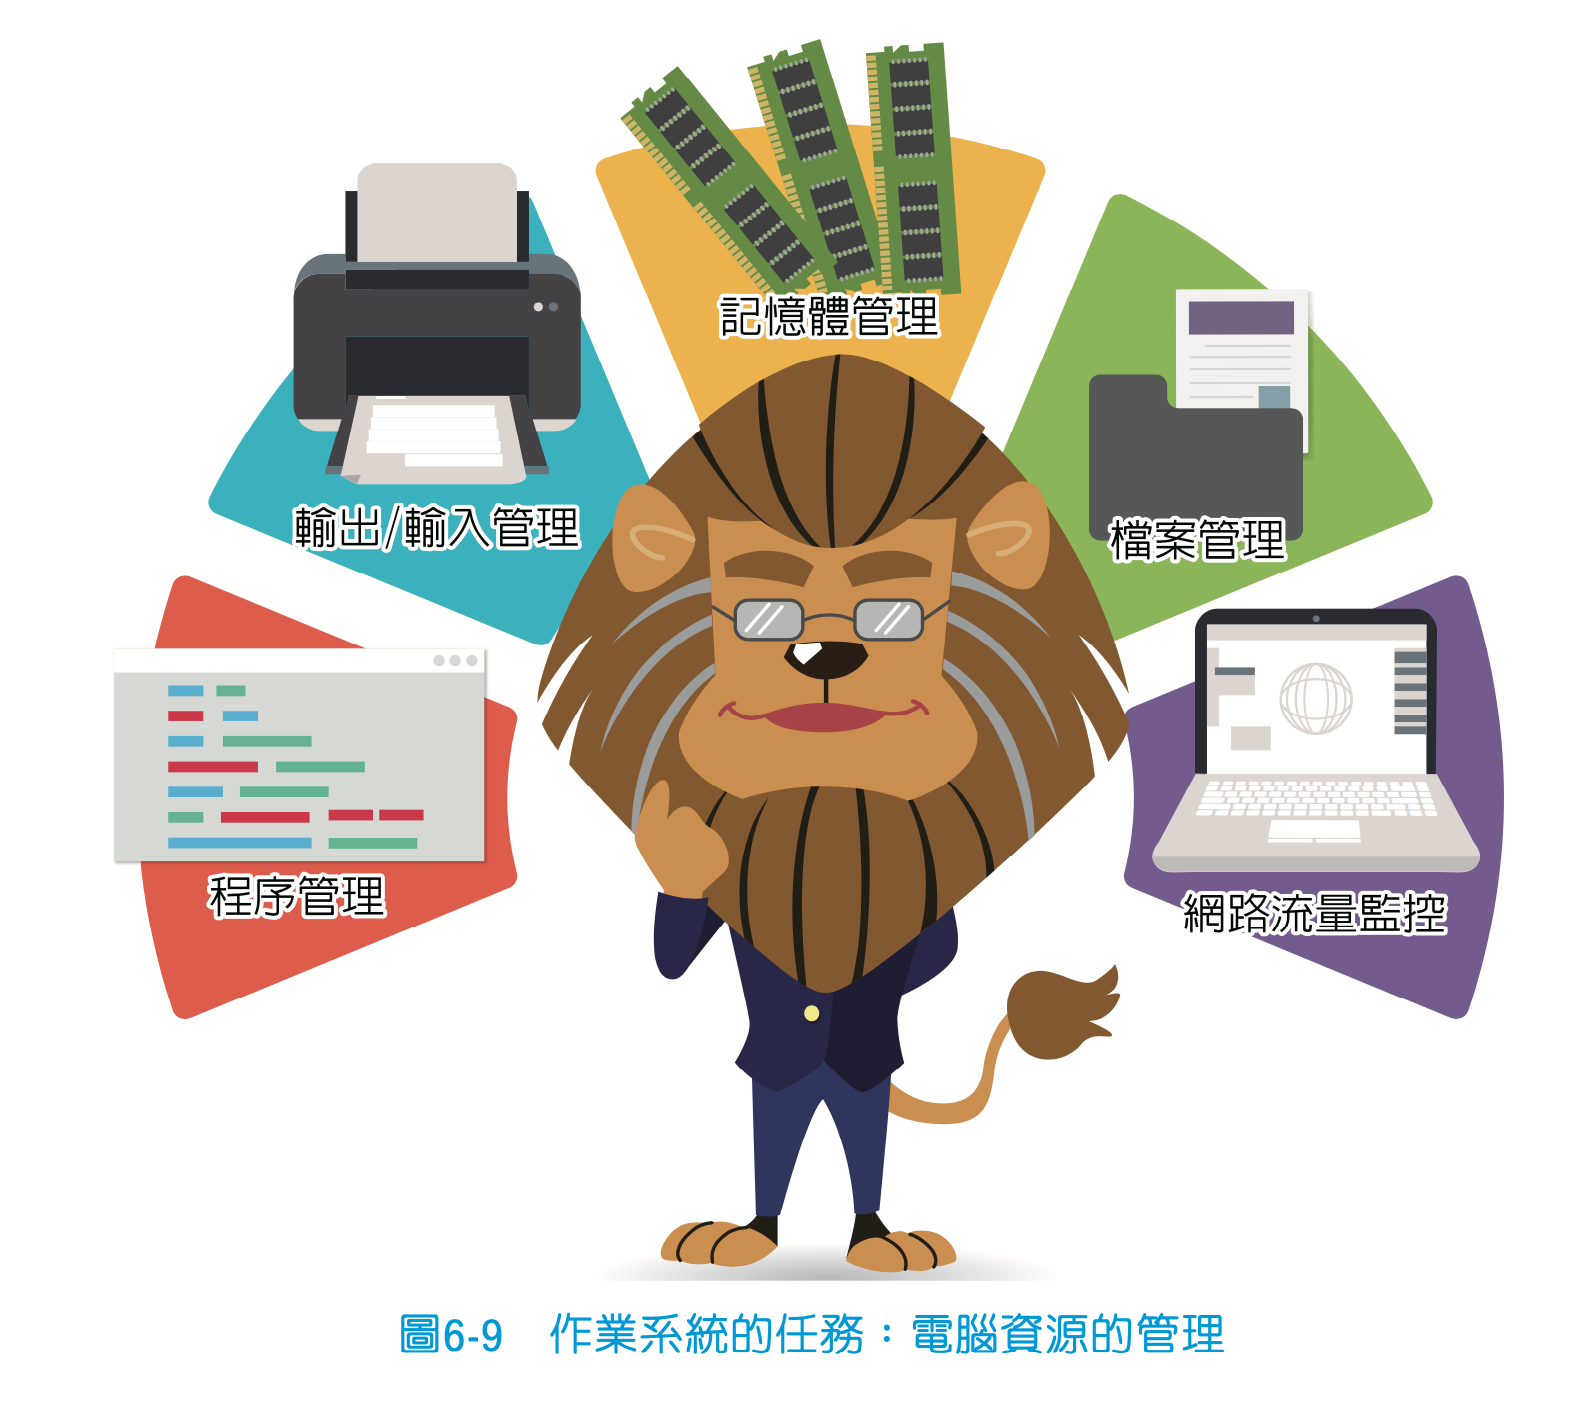 記憶體管理
輸出/輸入管理
檔案管理
程序管理
網路流量監控
圖6-9 作業系統的任務：電腦資源的管理